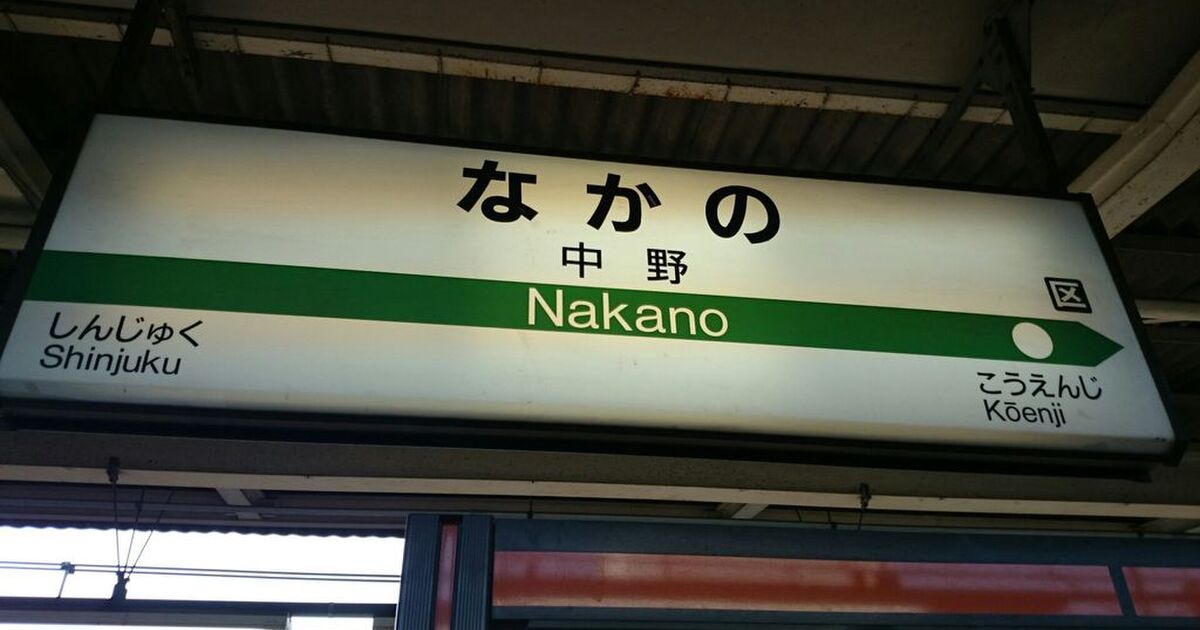 なかの
中野
区
Nakano
しんじゅく
Shinjuku
こうえんじ
Kōenji